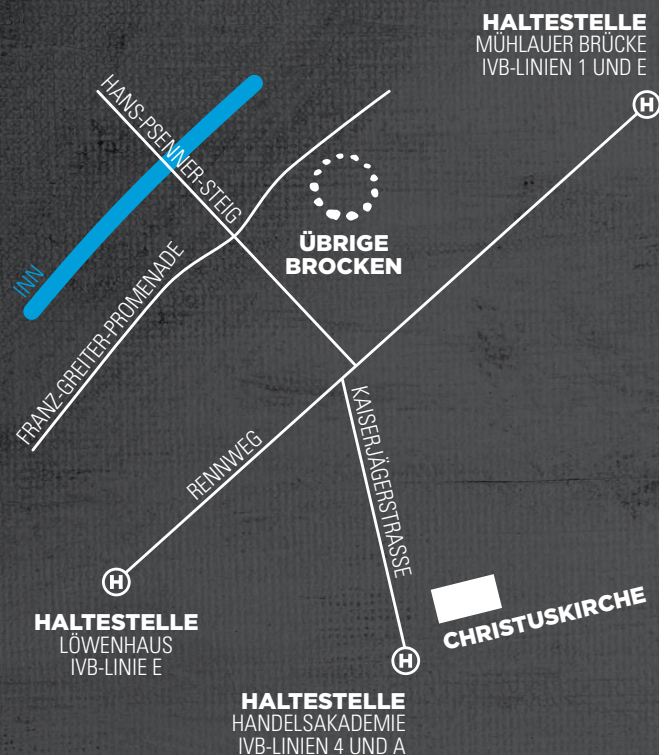 HALTESTELLE
MÜHLAUER BRÜCKE
IVB-LINIEN 1 UND E
H
HANS-PSENNER-STEIG
INN
FRANZ-GREITER-PROMENADE
ÜBRIGE
BROCKEN
RENNWEG
KAISERJÄGERSTRASSE
H
HALTESTELLE
LÖWENHAUS
IVB-LINIE E
CHRISTUSKIRCHE
H
HALTESTELLE
HANDELSAKADEMIE
IVB-LINIEN 4 UND A